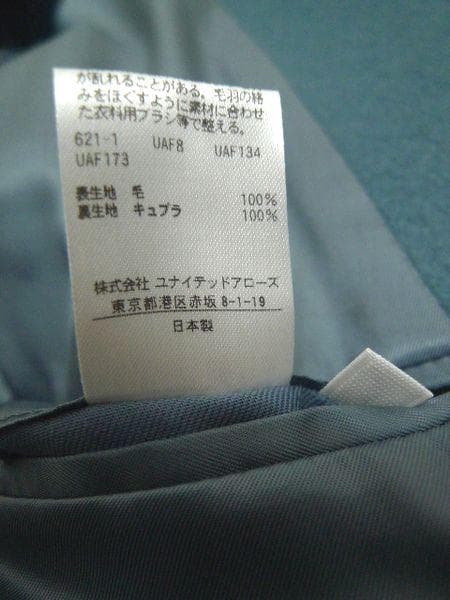 が乱れることがある。毛羽の絡
みをほぐすように素材に合わせ
た衣料用ブラシ等で整える。
621-1 UAF8 UAF134
UAF173
表生地 毛 100%
裏生地 キュプラ 100%
株式会社 ユナイテッドアローズ
東京都港区赤坂 8-1-19
日本製